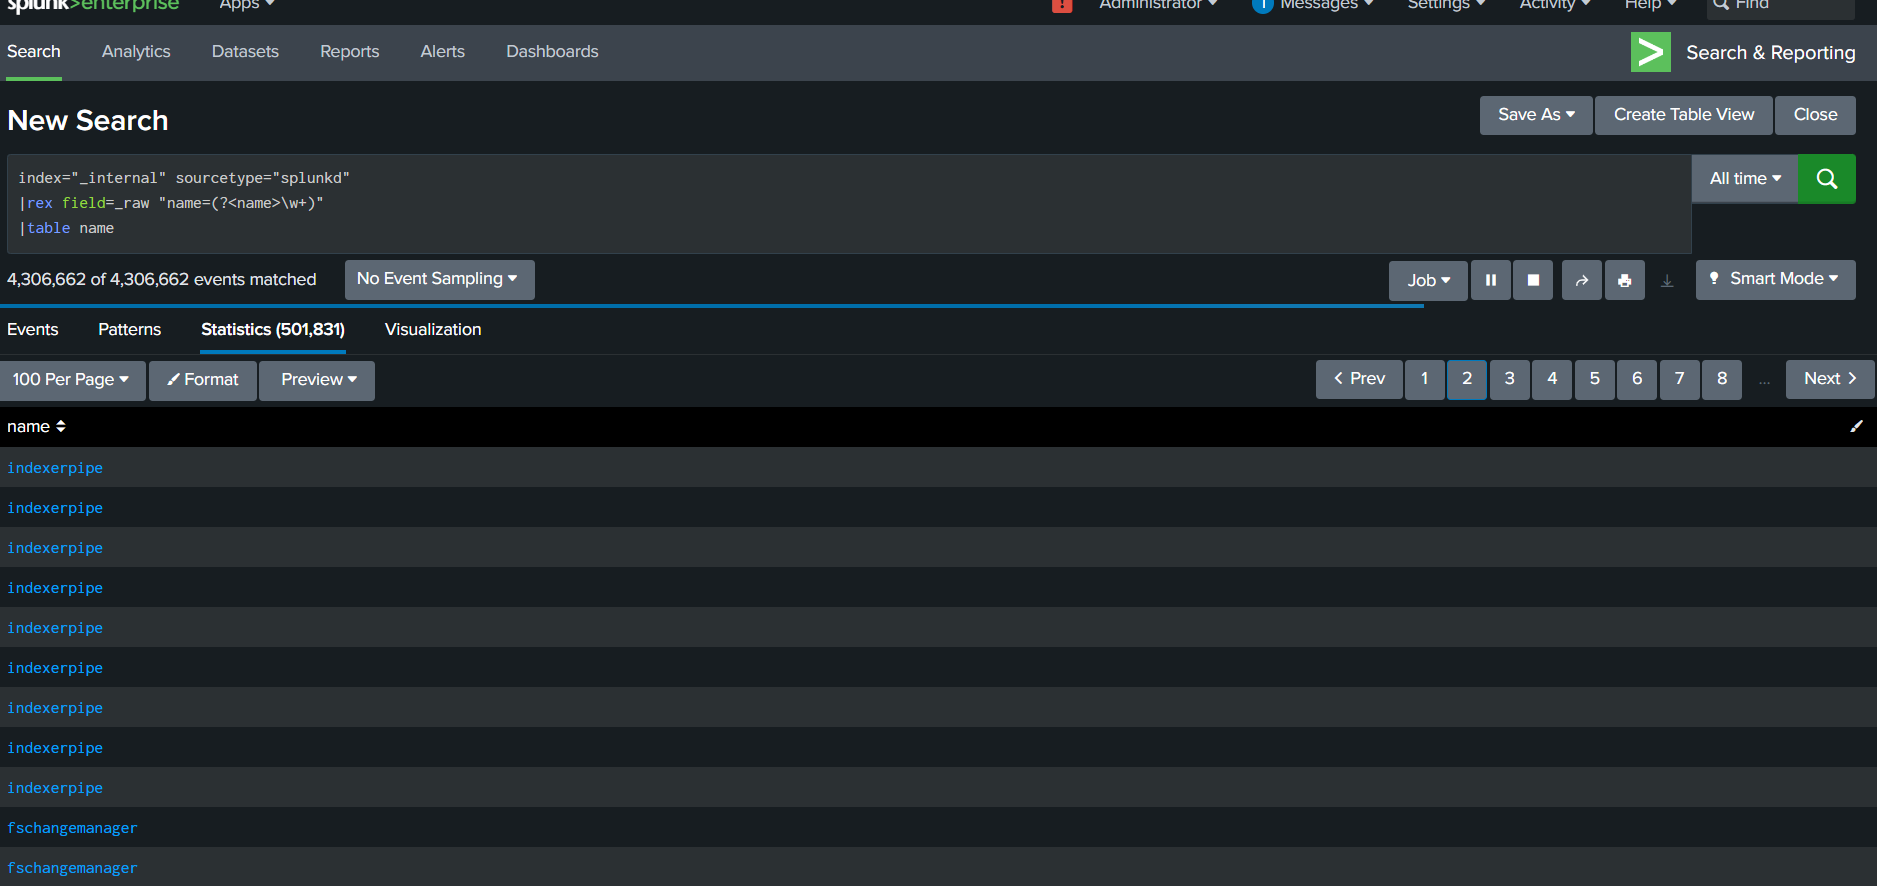 splunk>enterprise Apps Administrator 1 Messages Settings Activity Help Find
Search Analytics Datasets Reports Alerts Dashboards Search & Reporting
New Search Save As Create Table View Close
index="_internal" sourcetype="splunkd"
|rex field=_raw "name=(?<name>\w+)"
|table name
All time
4,306,662 of 4,306,662 events matched No Event Sampling Job Smart Mode
Events Patterns Statistics (501,831) Visualization
100 Per Page Format Preview < Prev 1 2 3 4 5 6 7 8 ... Next >
name
indexerpipe
indexerpipe
indexerpipe
indexerpipe
indexerpipe
indexerpipe
indexerpipe
indexerpipe
indexerpipe
fschangemanager
fschangemanager